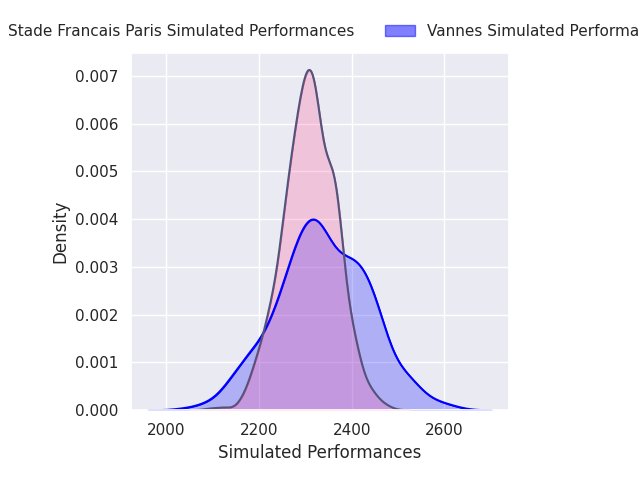 Stade Francais Paris Simulated Performances Vannes Simulated
0.007
0.006
0.005
0.004
0.003
0.002
0.001
0.000
Density
2000 2200 2400 2600
Simulated Performances